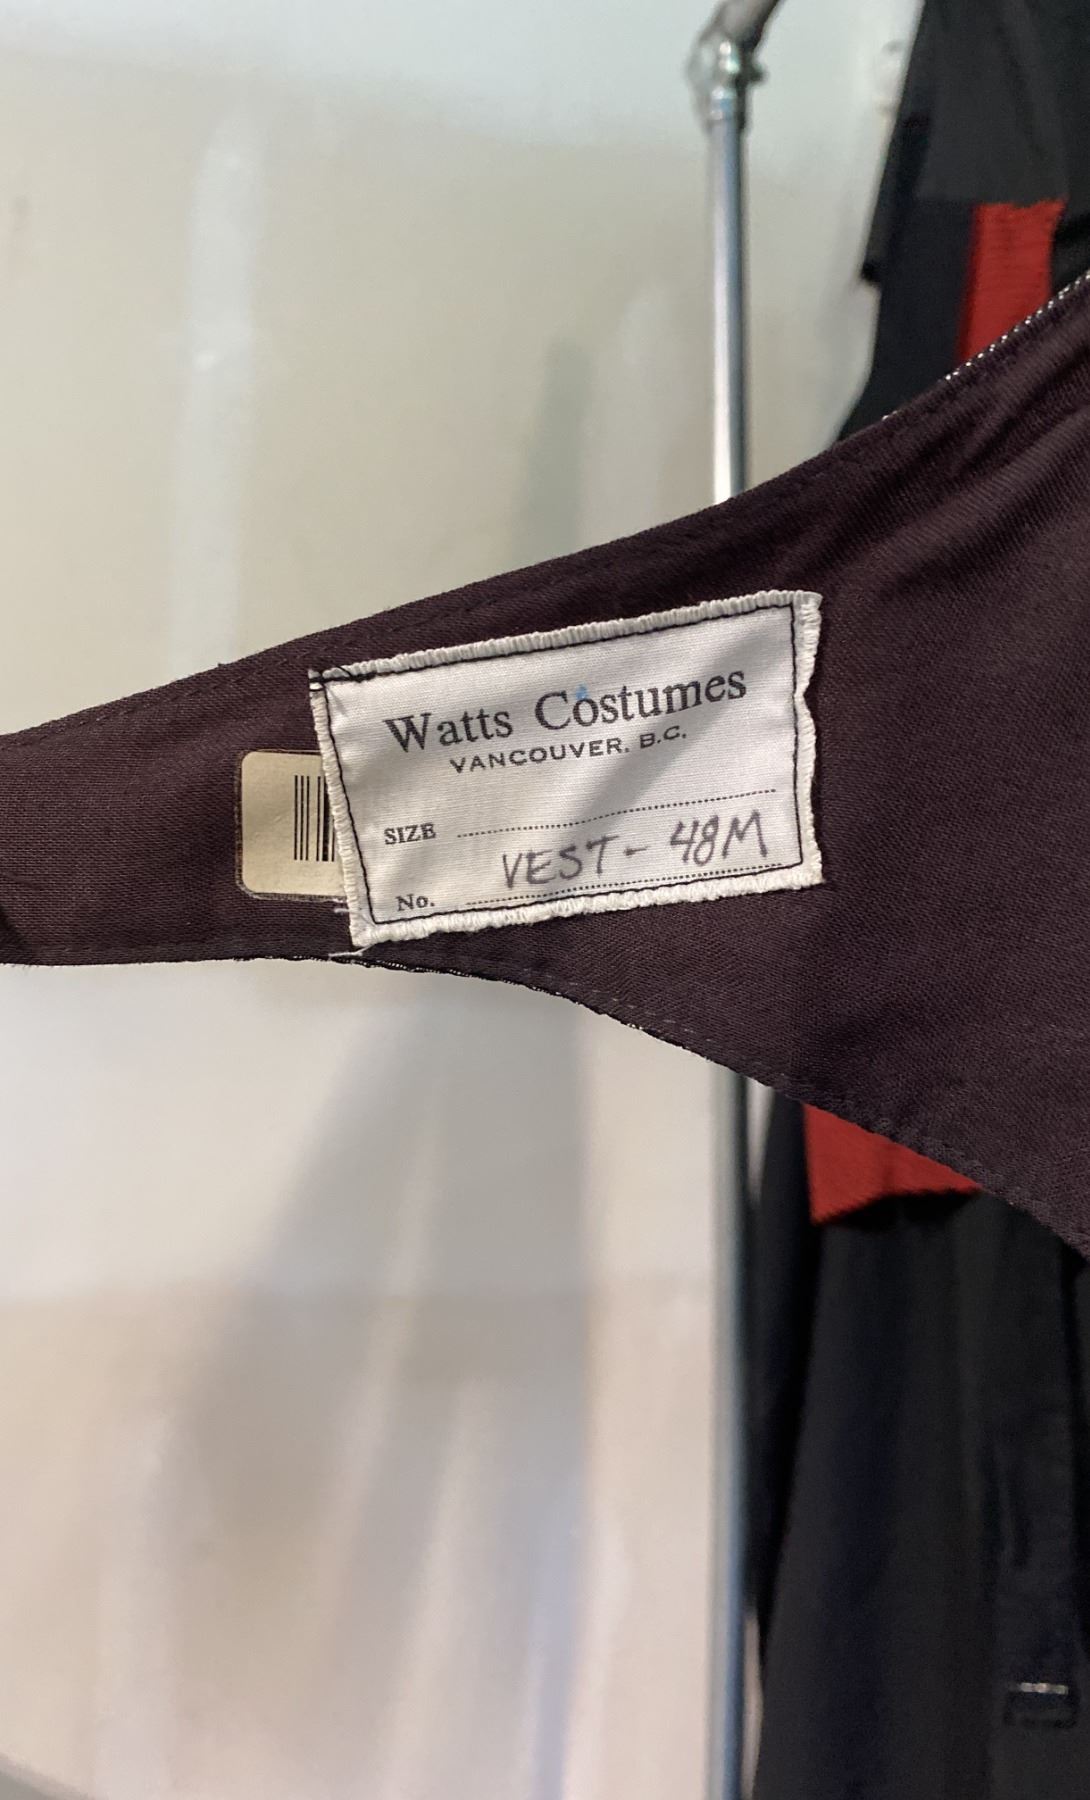 Watts Costumes
VANCOUVER, B.C.
SIZE
VEST - 48M
No.